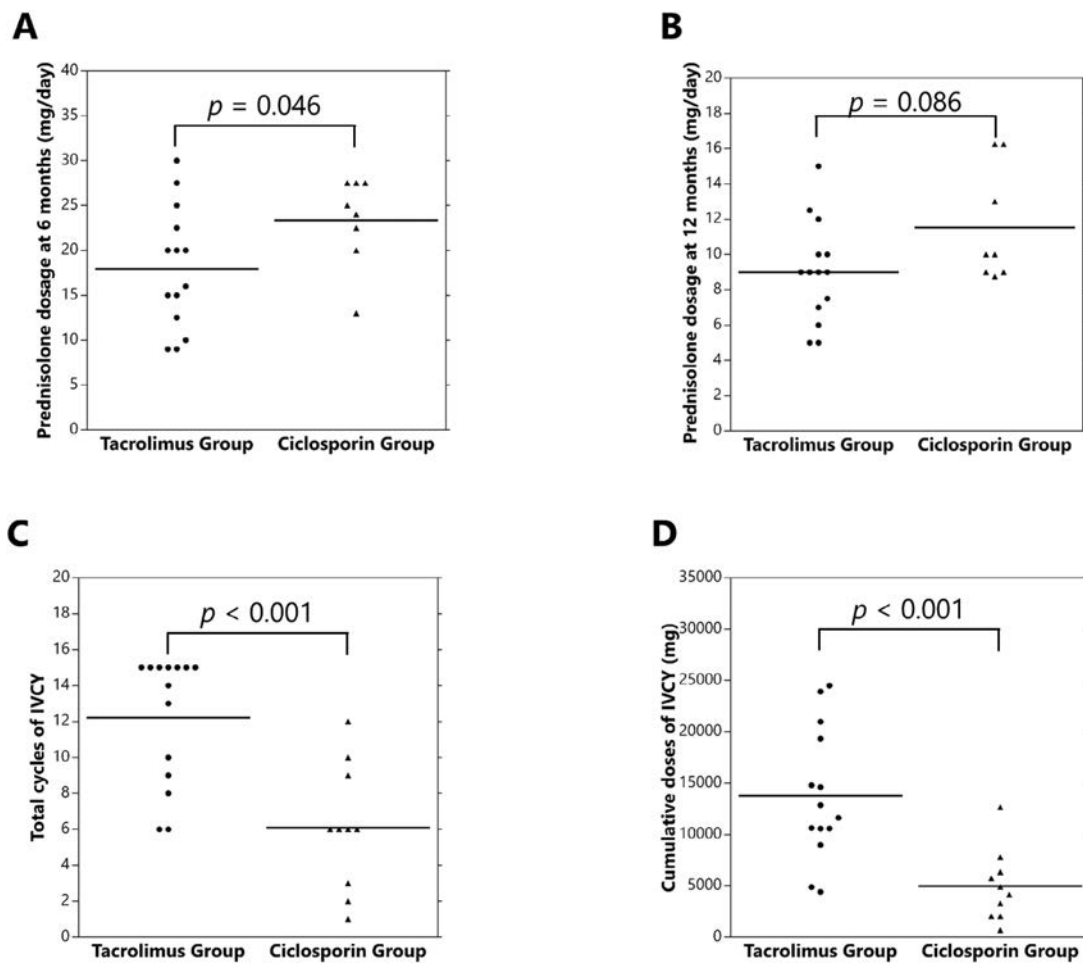 A
Prednisolone dosage at 6 months (mg/day)
40
35
30
25
20
15
10
5
0
p = 0.046
Tacrolimus Group
Ciclosporin Group
B
Prednisolone dosage at 12 months (mg/day)
20
18
16
14
12
10
8
6
4
2
0
p = 0.086
Tacrolimus Group
Ciclosporin Group
C
Total cycles of IVCY
20
18
16
14
12
10
8
6
4
2
0
p < 0.001
Tacrolimus Group
Ciclosporin Group
D
Cumulative doses of IVCY (mg)
35000
30000
25000
20000
15000
10000
5000
0
p < 0.001
Tacrolimus Group
Ciclosporin Group